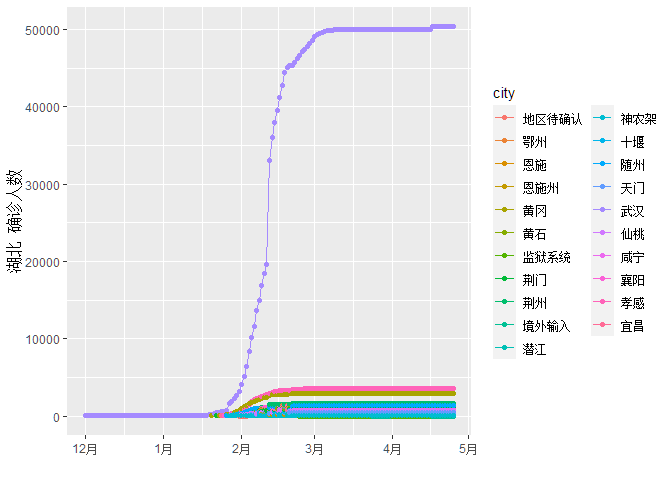 湖北 确诊人数
50000
40000
30000
20000
10000
0
12月
1月
2月
3月
4月
5月
city
地区待确认
鄂州
恩施
恩施州
黄冈
黄石
监狱系统
荆门
荆州
境外输入
潜江
神农架
十堰
随州
天门
武汉
仙桃
咸宁
襄阳
孝感
宜昌